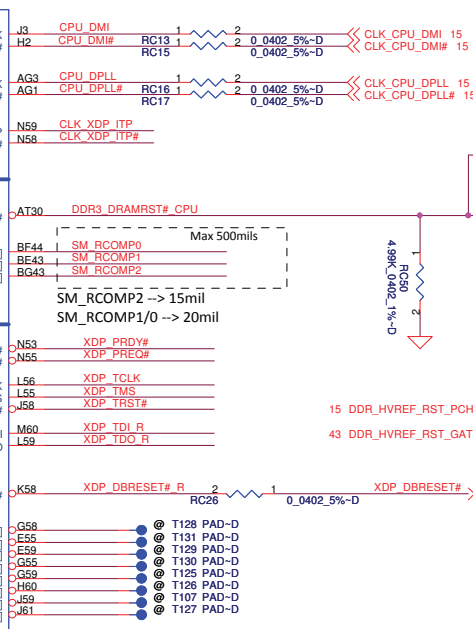 J3 CPU_DMI 1 2 CLK_CPU_DMI 15
H2 CPU_DMI# RC13 1 2 0_0402_5%~D CLK_CPU_DMI# 15
RC15 0_0402_5%~D
AG3 CPU_DPLL 1 2 CLK_CPU_DPLL 15
AG1 CPU_DPLL# RC16 1 2 0_0402_5%~D CLK_CPU_DPLL# 15
RC17 0_0402_5%~D
N59 CLK_XDP_ITP
N58 CLK_XDP_ITP#
AT30 DDR3_DRAMRST#_CPU
Max 500mils
BF44 SM_RCOMP0
BE43 SM_RCOMP1
BG43 SM_RCOMP2
1
RC50
4.99K_0402_1%~D
2
SM_RCOMP2 --> 15mil
SM_RCOMP1/0 --> 20mil
N53 XDP_PRDY#
N55 XDP_PREQ#
L56 XDP_TCLK
L55 XDP_TMS
J58 XDP_TRST#
15 DDR_HVREF_RST_PCH
M60 XDP_TDI_R
43 DDR_HVREF_RST_GAT
L59 XDP_TDO_R
K58 XDP_DBRESET#_R 2 1 XDP_DBRESET#
RC26 0_0402_5%~D
G58 @ T128 PAD~D
E55 @ T131 PAD~D
E59 @ T129 PAD~D
G55 @ T130 PAD~D
G59 @ T125 PAD~D
H60 @ T126 PAD~D
J59 @ T107 PAD~D
J61 @ T127 PAD~D